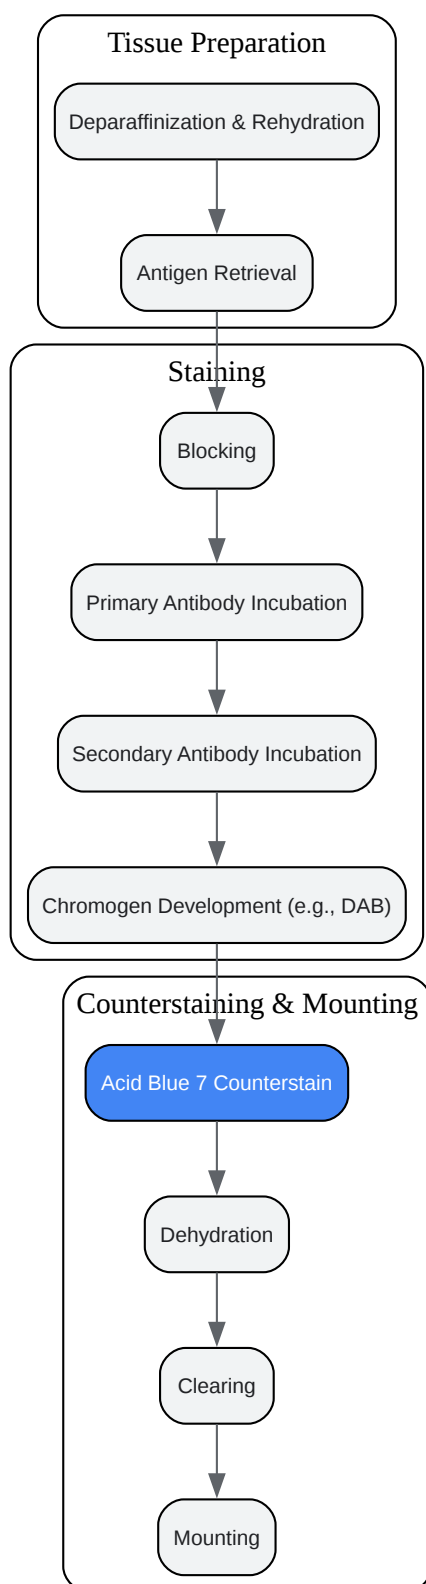 Tissue Preparation
Deparaffinization & Rehydration
Antigen Retrieval
Staining
Blocking
Primary Antibody Incubation
Secondary Antibody Incubation
Chromogen Development (e.g., DAB)
Counterstaining & Mounting
Acid Blue 7 Counterstain
Dehydration
Clearing
Mounting